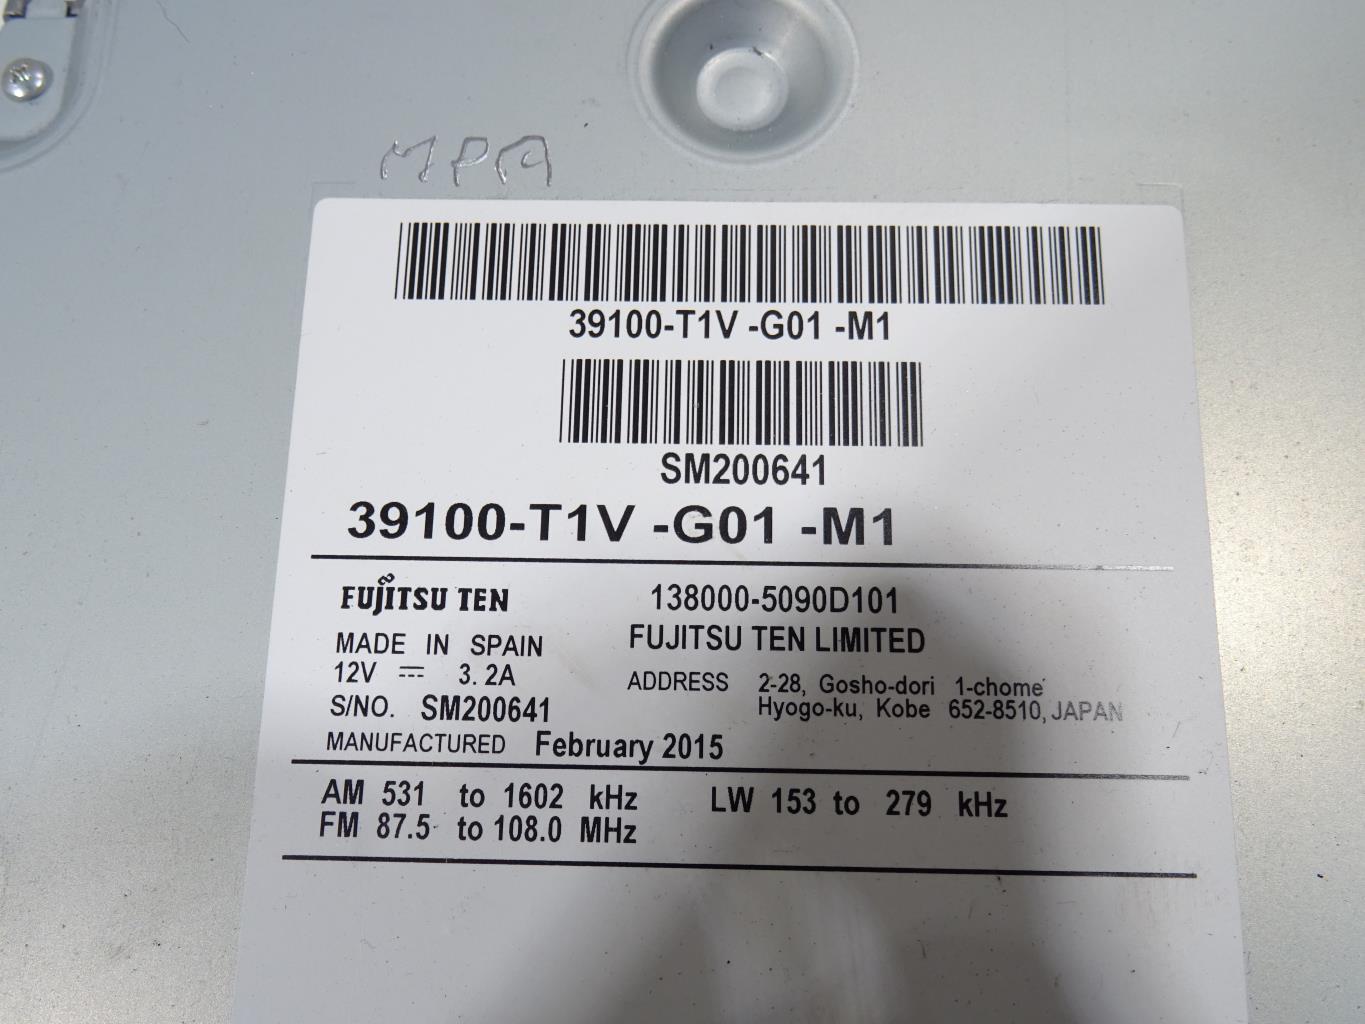 MPA
39100-T1V -G01 -M1
SM200641
39100-T1V -G01 -M1
FUJITSU TEN 138000-5090D101
MADE IN SPAIN FUJITSU TEN LIMITED
12V ⎓ 3.2A ADDRESS 2-28, Gosho-dori 1-chome
S/NO. SM200641 Hyogo-ku, Kobe 652-8510, JAPAN
MANUFACTURED February 2015
AM 531 to 1602 kHz LW 153 to 279 kHz
FM 87.5 to 108.0 MHz